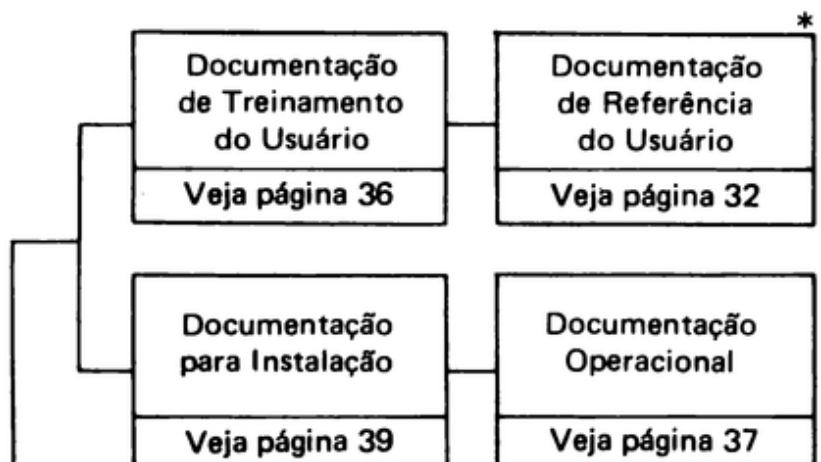 *
Documentação
de Treinamento
do Usuário
Veja página 36
Documentação
de Referência
do Usuário
Veja página 32
Documentação
para Instalação
Veja página 39
Documentação
Operacional
Veja página 37